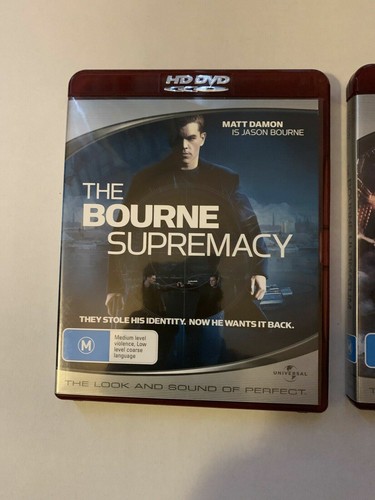 HD DVD
MATT DAMON
IS JASON BOURNE
THE
BOURNE
SUPREMACY
THEY STOLE HIS IDENTITY. NOW HE WANTS IT BACK.
M
Medium level
violence, Low
level coarse
language
UNIVERSAL
THE LOOK AND SOUND OF PERFECT.